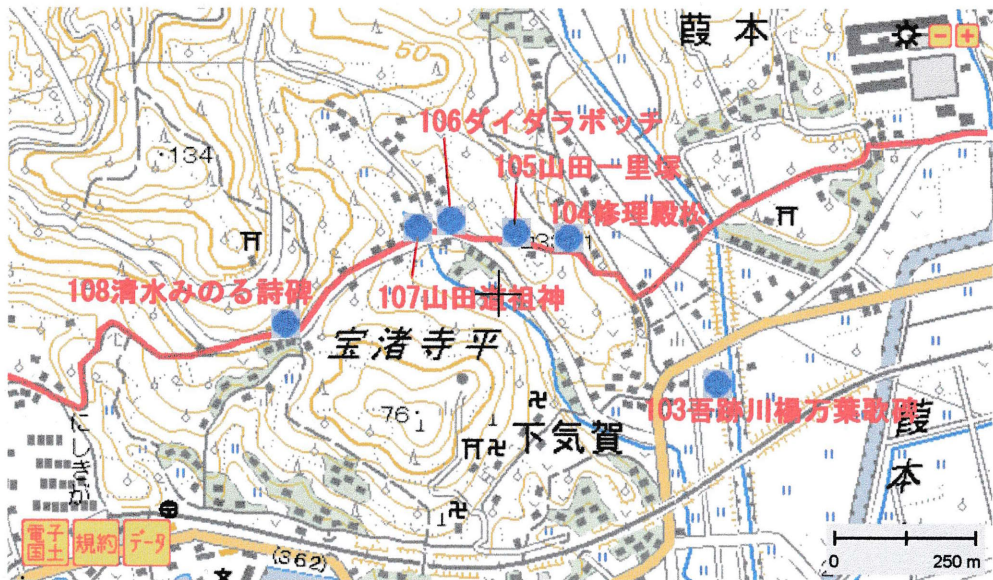 葭本
60
106ダイダラボッチ
134
105山田一里塚
104修理殿松
108清水みのる詩碑
107山田道祖神
宝渚寺平
76
103吾跡川楊万葉歌碑
下気賀
葭本
にしきが
電子国土
規約
データ
(362)
0
250 m